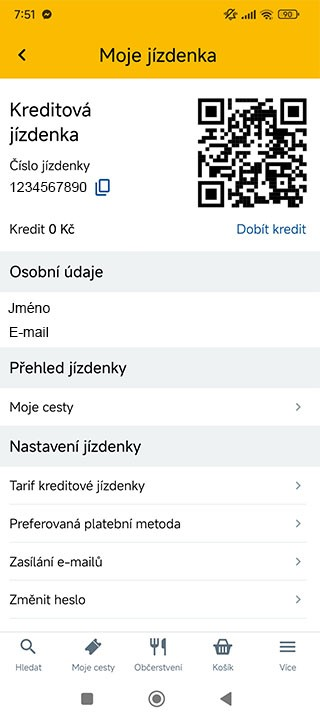 7:51
90
Moje jízdenka
Kreditová
jízdenka
Číslo jízdenky
1234567890
Kredit 0 Kč
Dobít kredit
Osobní údaje
Jméno
E-mail
Přehled jízdenky
Moje cesty
Nastavení jízdenky
Tarif kreditové jízdenky
Preferovaná platební metoda
Zasílání e-mailů
Změnit heslo
Hledat
Moje cesty
Občerstvení
Košík
Více